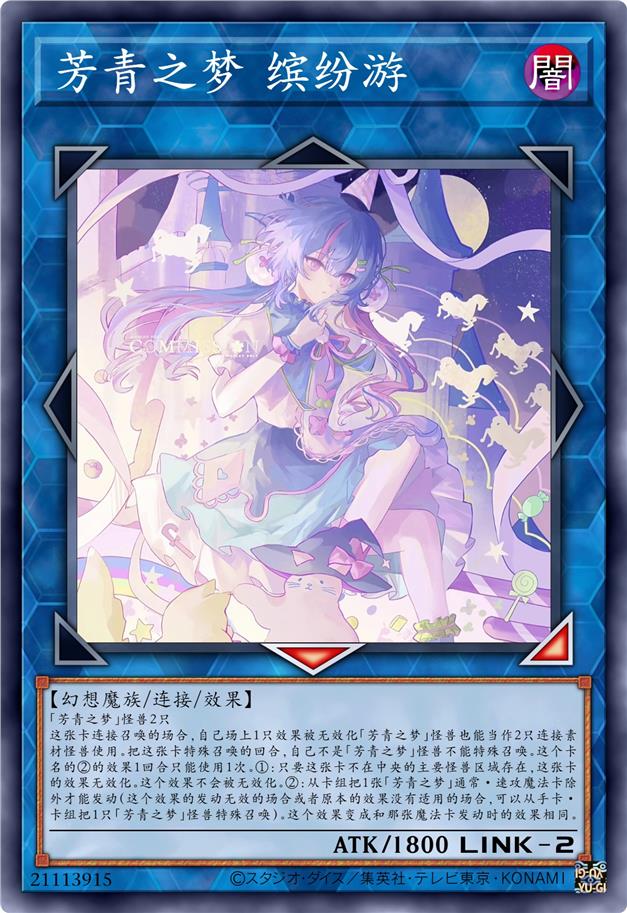 芳青之梦 缤纷游
闇
COMMISSION
【幻想魔族/连接/效果】
「芳青之梦」怪兽2只
这张卡连接召唤的场合,自己场上1只效果被无效化「芳青之梦」怪兽也能当作2只连接素
材怪兽使用。把这张卡特殊召唤的回合,自己不是「芳青之梦」怪兽不能特殊召唤。这个卡
名的②的效果1回合只能使用1次。①:只要这张卡不在中央的主要怪兽区域存在,这张卡
的效果无效化。这个效果不会被无效化。②:从卡组把1张「芳青之梦」通常·速攻魔法卡除
外才能发动(这个效果的发动无效的场合或者原本的效果没有适用的场合,可以从手卡·
卡组把1只「芳青之梦」怪兽特殊召唤)。这个效果变成和那张魔法卡发动时的效果相同。
ATK/1800 LINK-2
21113915 ©スタジオ・ダイス/集英社・テレビ東京・KONAMI